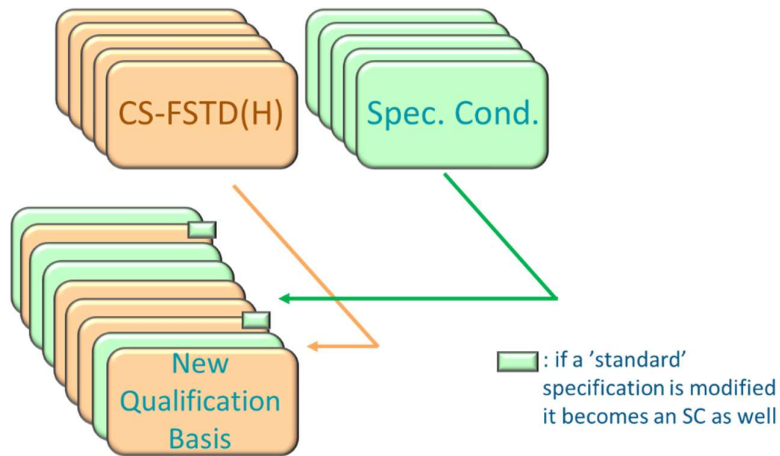 CS-FSTD(H)
Spec. Cond.
New
Qualification
Basis
: if a ’standard’
specification is modified
it becomes an SC as well